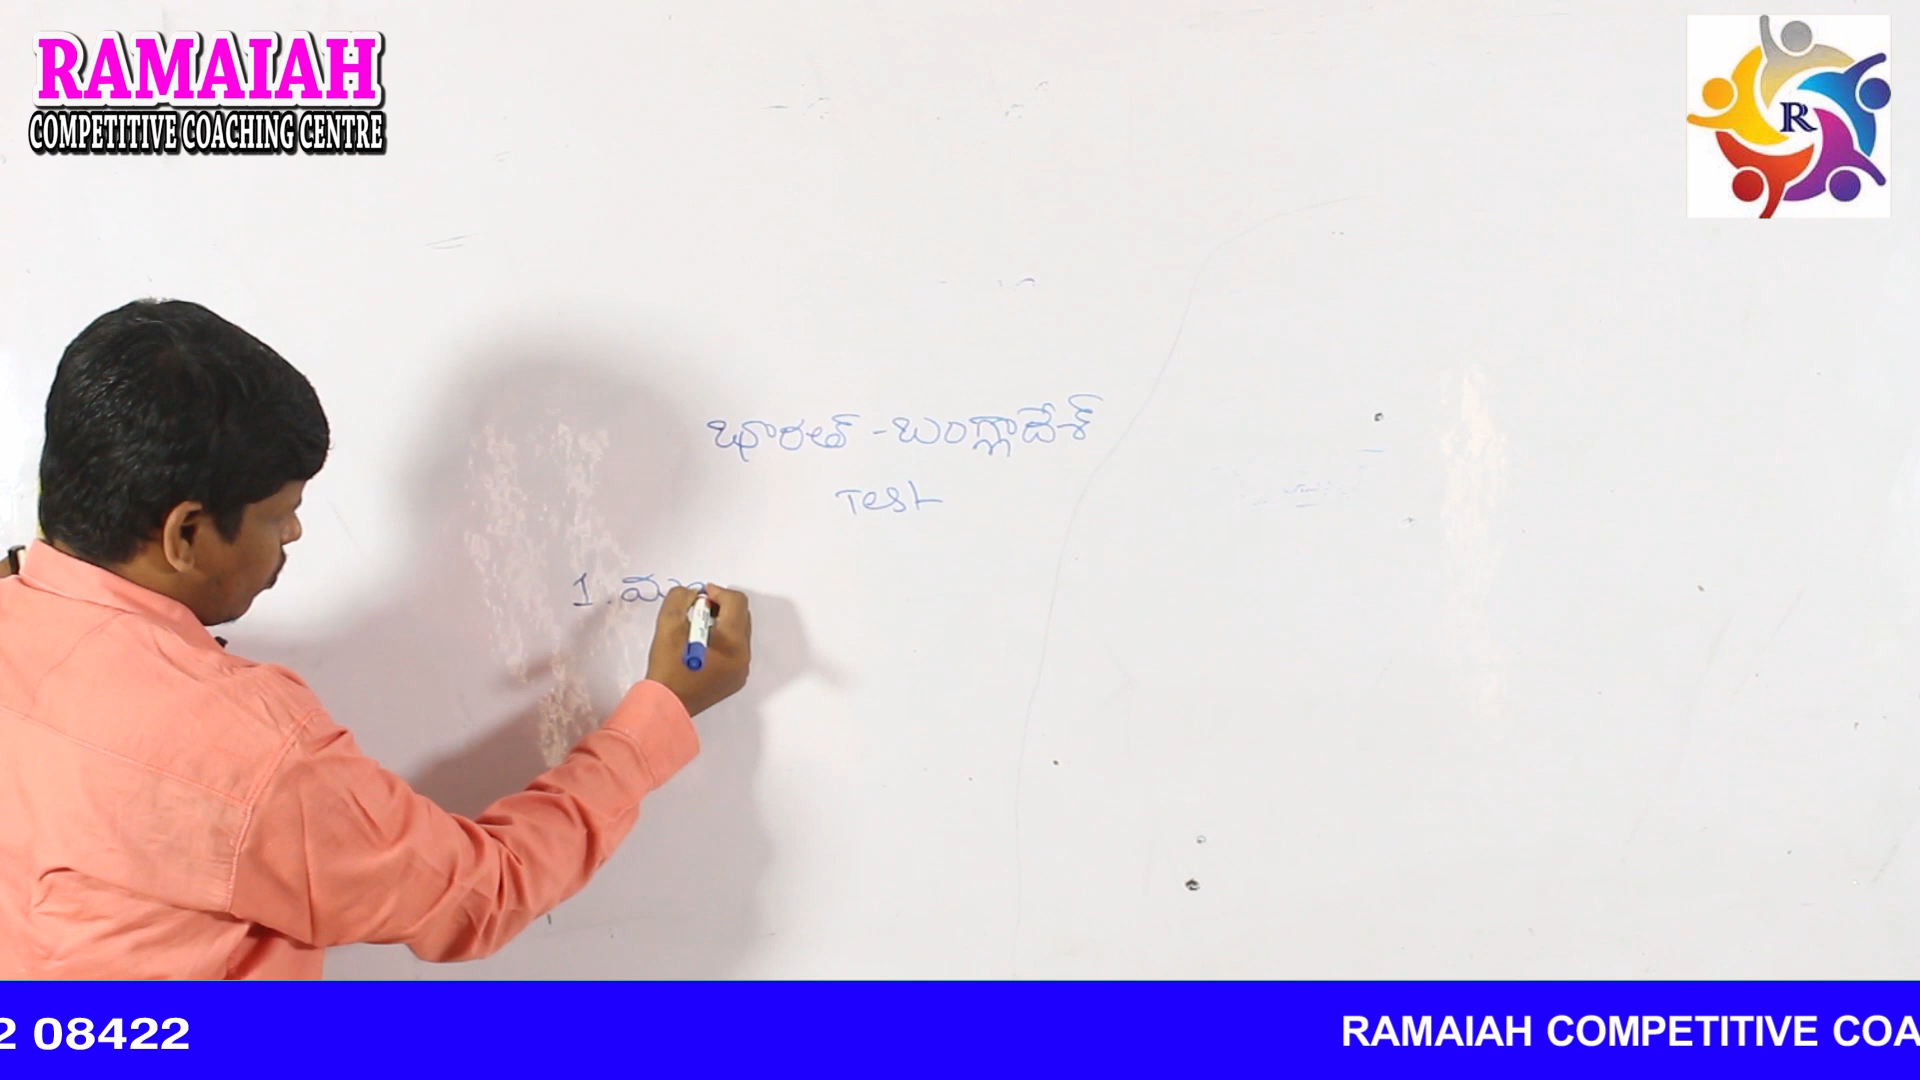 RAMAIAH
COMPETITIVE COACHING CENTRE
R
భారత్ - బంగ్లాదేశ్
Test
1. ము
2 08422
RAMAIAH COMPETITIVE COA